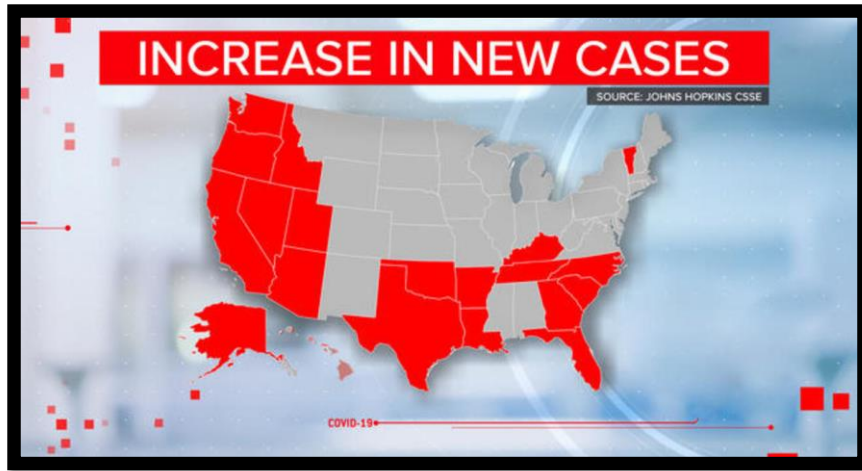 INCREASE IN NEW CASES
SOURCE: JOHNS HOPKINS CSSE
COVID-19